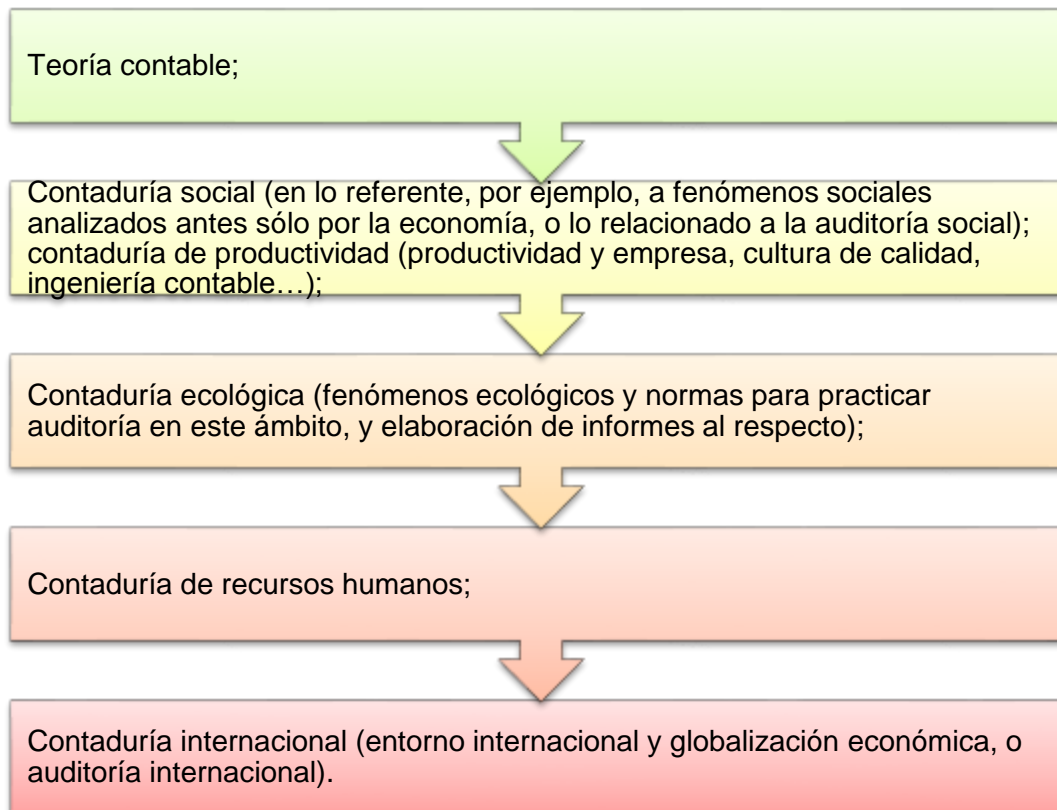 Teoría contable;
Contaduría social (en lo referente, por ejemplo, a fenómenos sociales
analizados antes sólo por la economía, o lo relacionado a la auditoría social);
contaduría de productividad (productividad y empresa, cultura de calidad,
ingeniería contable…);
Contaduría ecológica (fenómenos ecológicos y normas para practicar
auditoría en este ámbito, y elaboración de informes al respecto);
Contaduría de recursos humanos;
Contaduría internacional (entorno internacional y globalización económica, o
auditoría internacional).